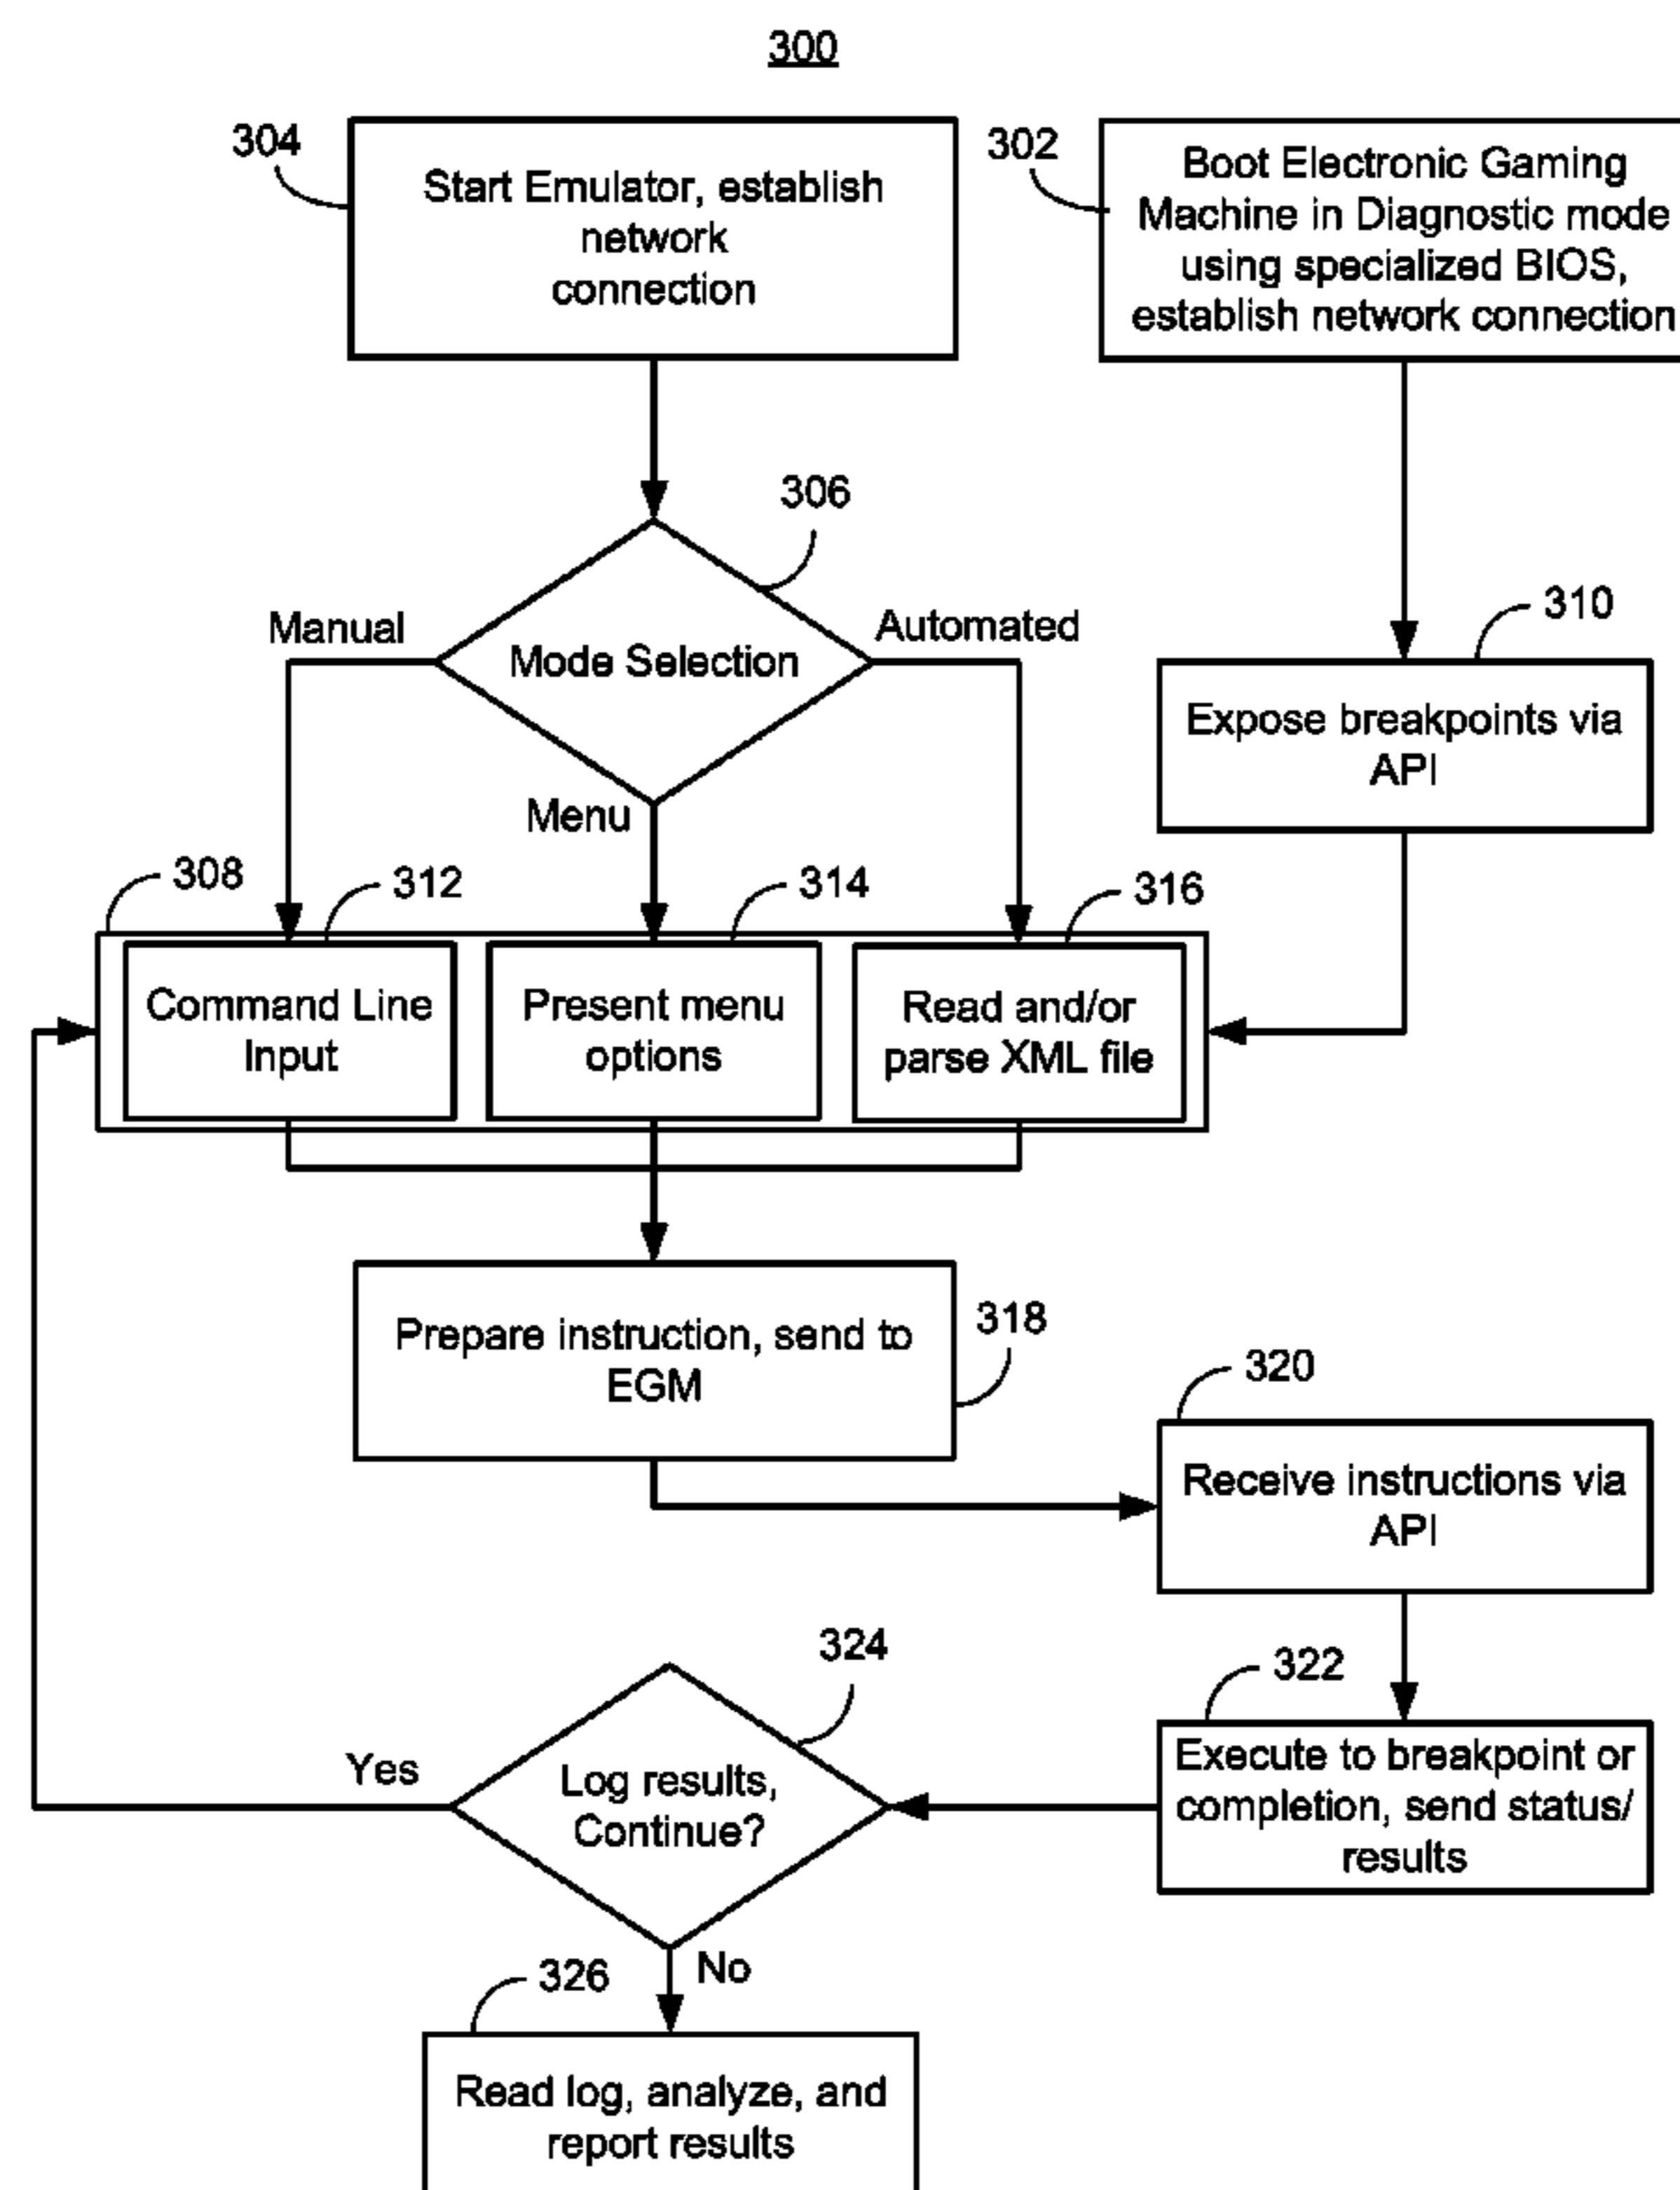 300
304
Start Emulator, establish
network
connection
302
Boot Electronic Gaming
Machine in Diagnostic mode
using specialized BIOS,
establish network connection
306
Manual
Mode Selection
Automated
Menu
310
Expose breakpoints via
API
308
312
314
316
Command Line
Input
Present menu
options
Read and/or
parse XML file
Prepare instruction, send to
EGM
318
320
Receive instructions via
API
324
322
Yes
Log results,
Continue?
Execute to breakpoint or
completion, send status/
results
No
326
Read log, analyze, and
report results